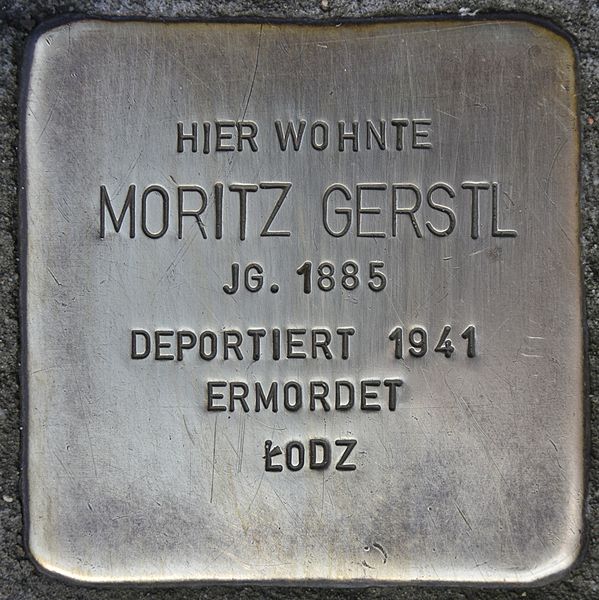 HIER WOHNTE
MORITZ GERSTL
JG. 1885
DEPORTIERT 1941
ERMORDET
ŁODZ